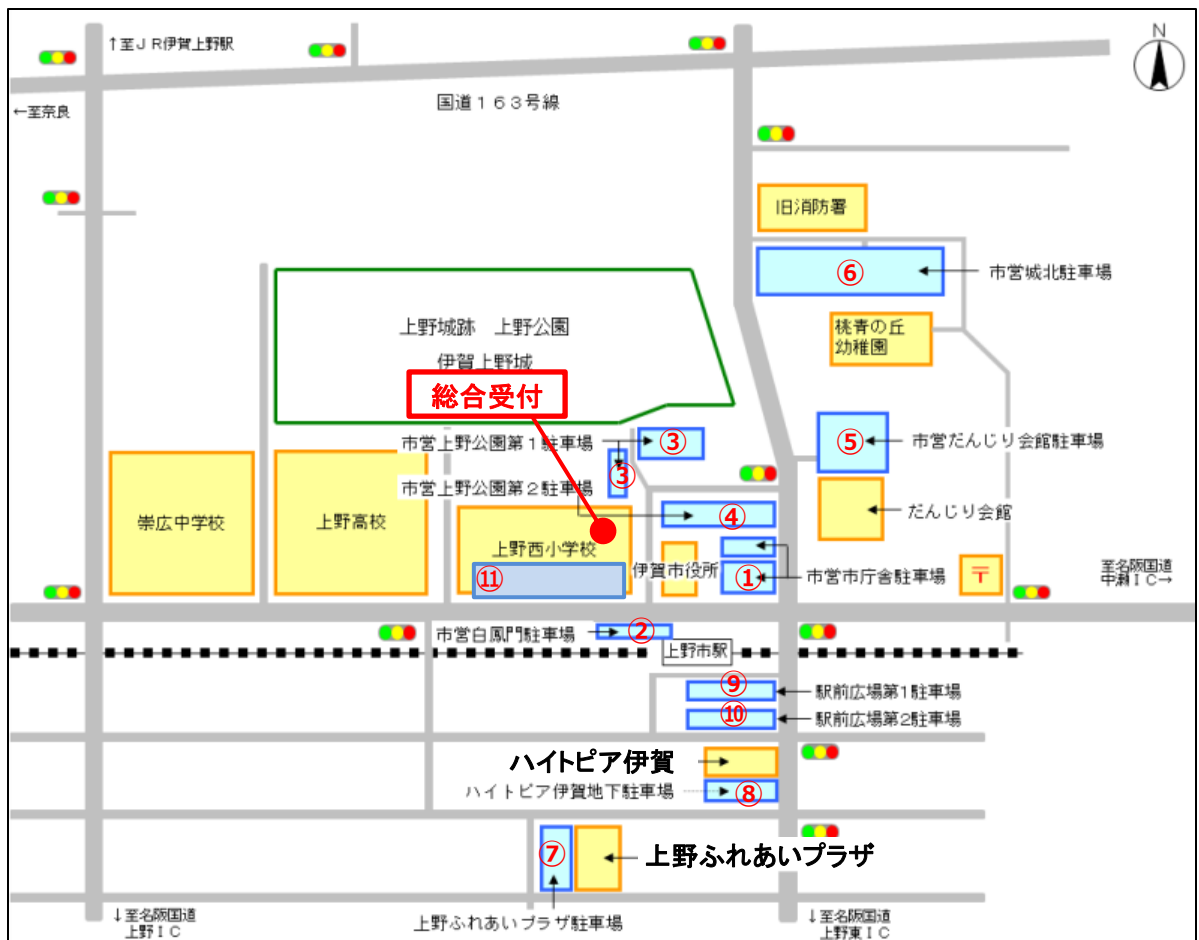 ↑至ＪＲ伊賀上野駅
N
国道１６３号線
←至奈良
旧消防署
⑥
市営城北駐車場
上野城跡　上野公園
伊賀上野城
桃青の丘
幼稚園
総合受付
市営上野公園第１駐車場
③
⑤
市営だんじり会館駐車場
③
市営上野公園第２駐車場
④
崇広中学校
上野高校
上野西小学校
だんじり会館
⑪
伊賀市役所
①
市営市庁舎駐車場
〒
至名阪国道
中瀬ＩＣ→
市営白鳳門駐車場
②
上野市駅
⑨
駅前広場第１駐車場
⑩
駅前広場第２駐車場
ハイトピア伊賀
ハイトピア伊賀地下駐車場
⑧
⑦
上野ふれあいプラザ
上野ふれあいプラザ駐車場
↓至名阪国道
上野ＩＣ
↓至名阪国道
上野東ＩＣ